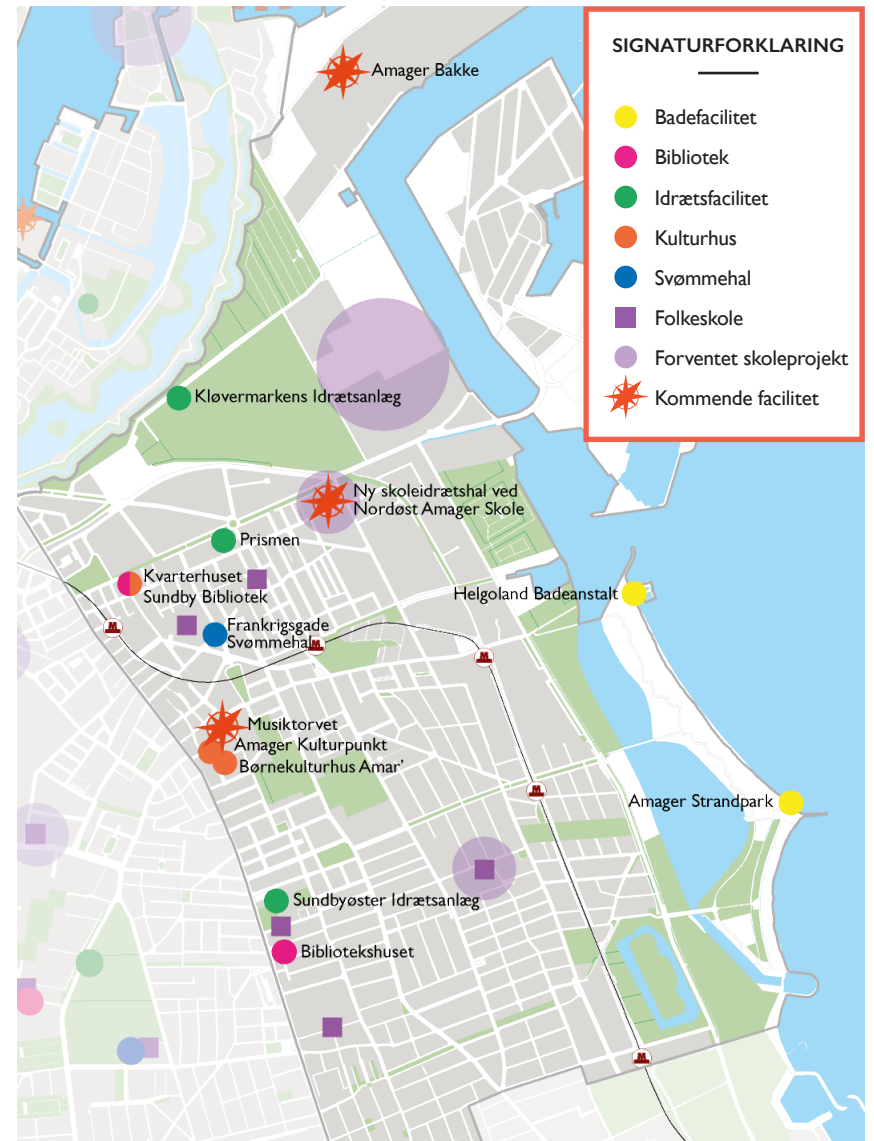 SIGNATURFORKLARING
Badefacilitet
Bibliotek
Idrætsfacilitet
Kulturhus
Svømmehal
Folkeskole
Forventet skoleprojekt
Kommende facilitet
Amager Bakke
Kløvermarkens Idrætsanlæg
Ny skoleidrætshal ved
Nordøst Amager Skole
Prismen
Kvarterhuset
Sundby Bibliotek
Helgoland Badeanstalt
Frankrigsgade
Svømmehal
M
M
M
Musiktorvet
Amager Kulturpunkt
Børnekulturhus Amar’
M
Amager Strandpark
Sundbyøster Idrætsanlæg
Bibliotekshuset
M